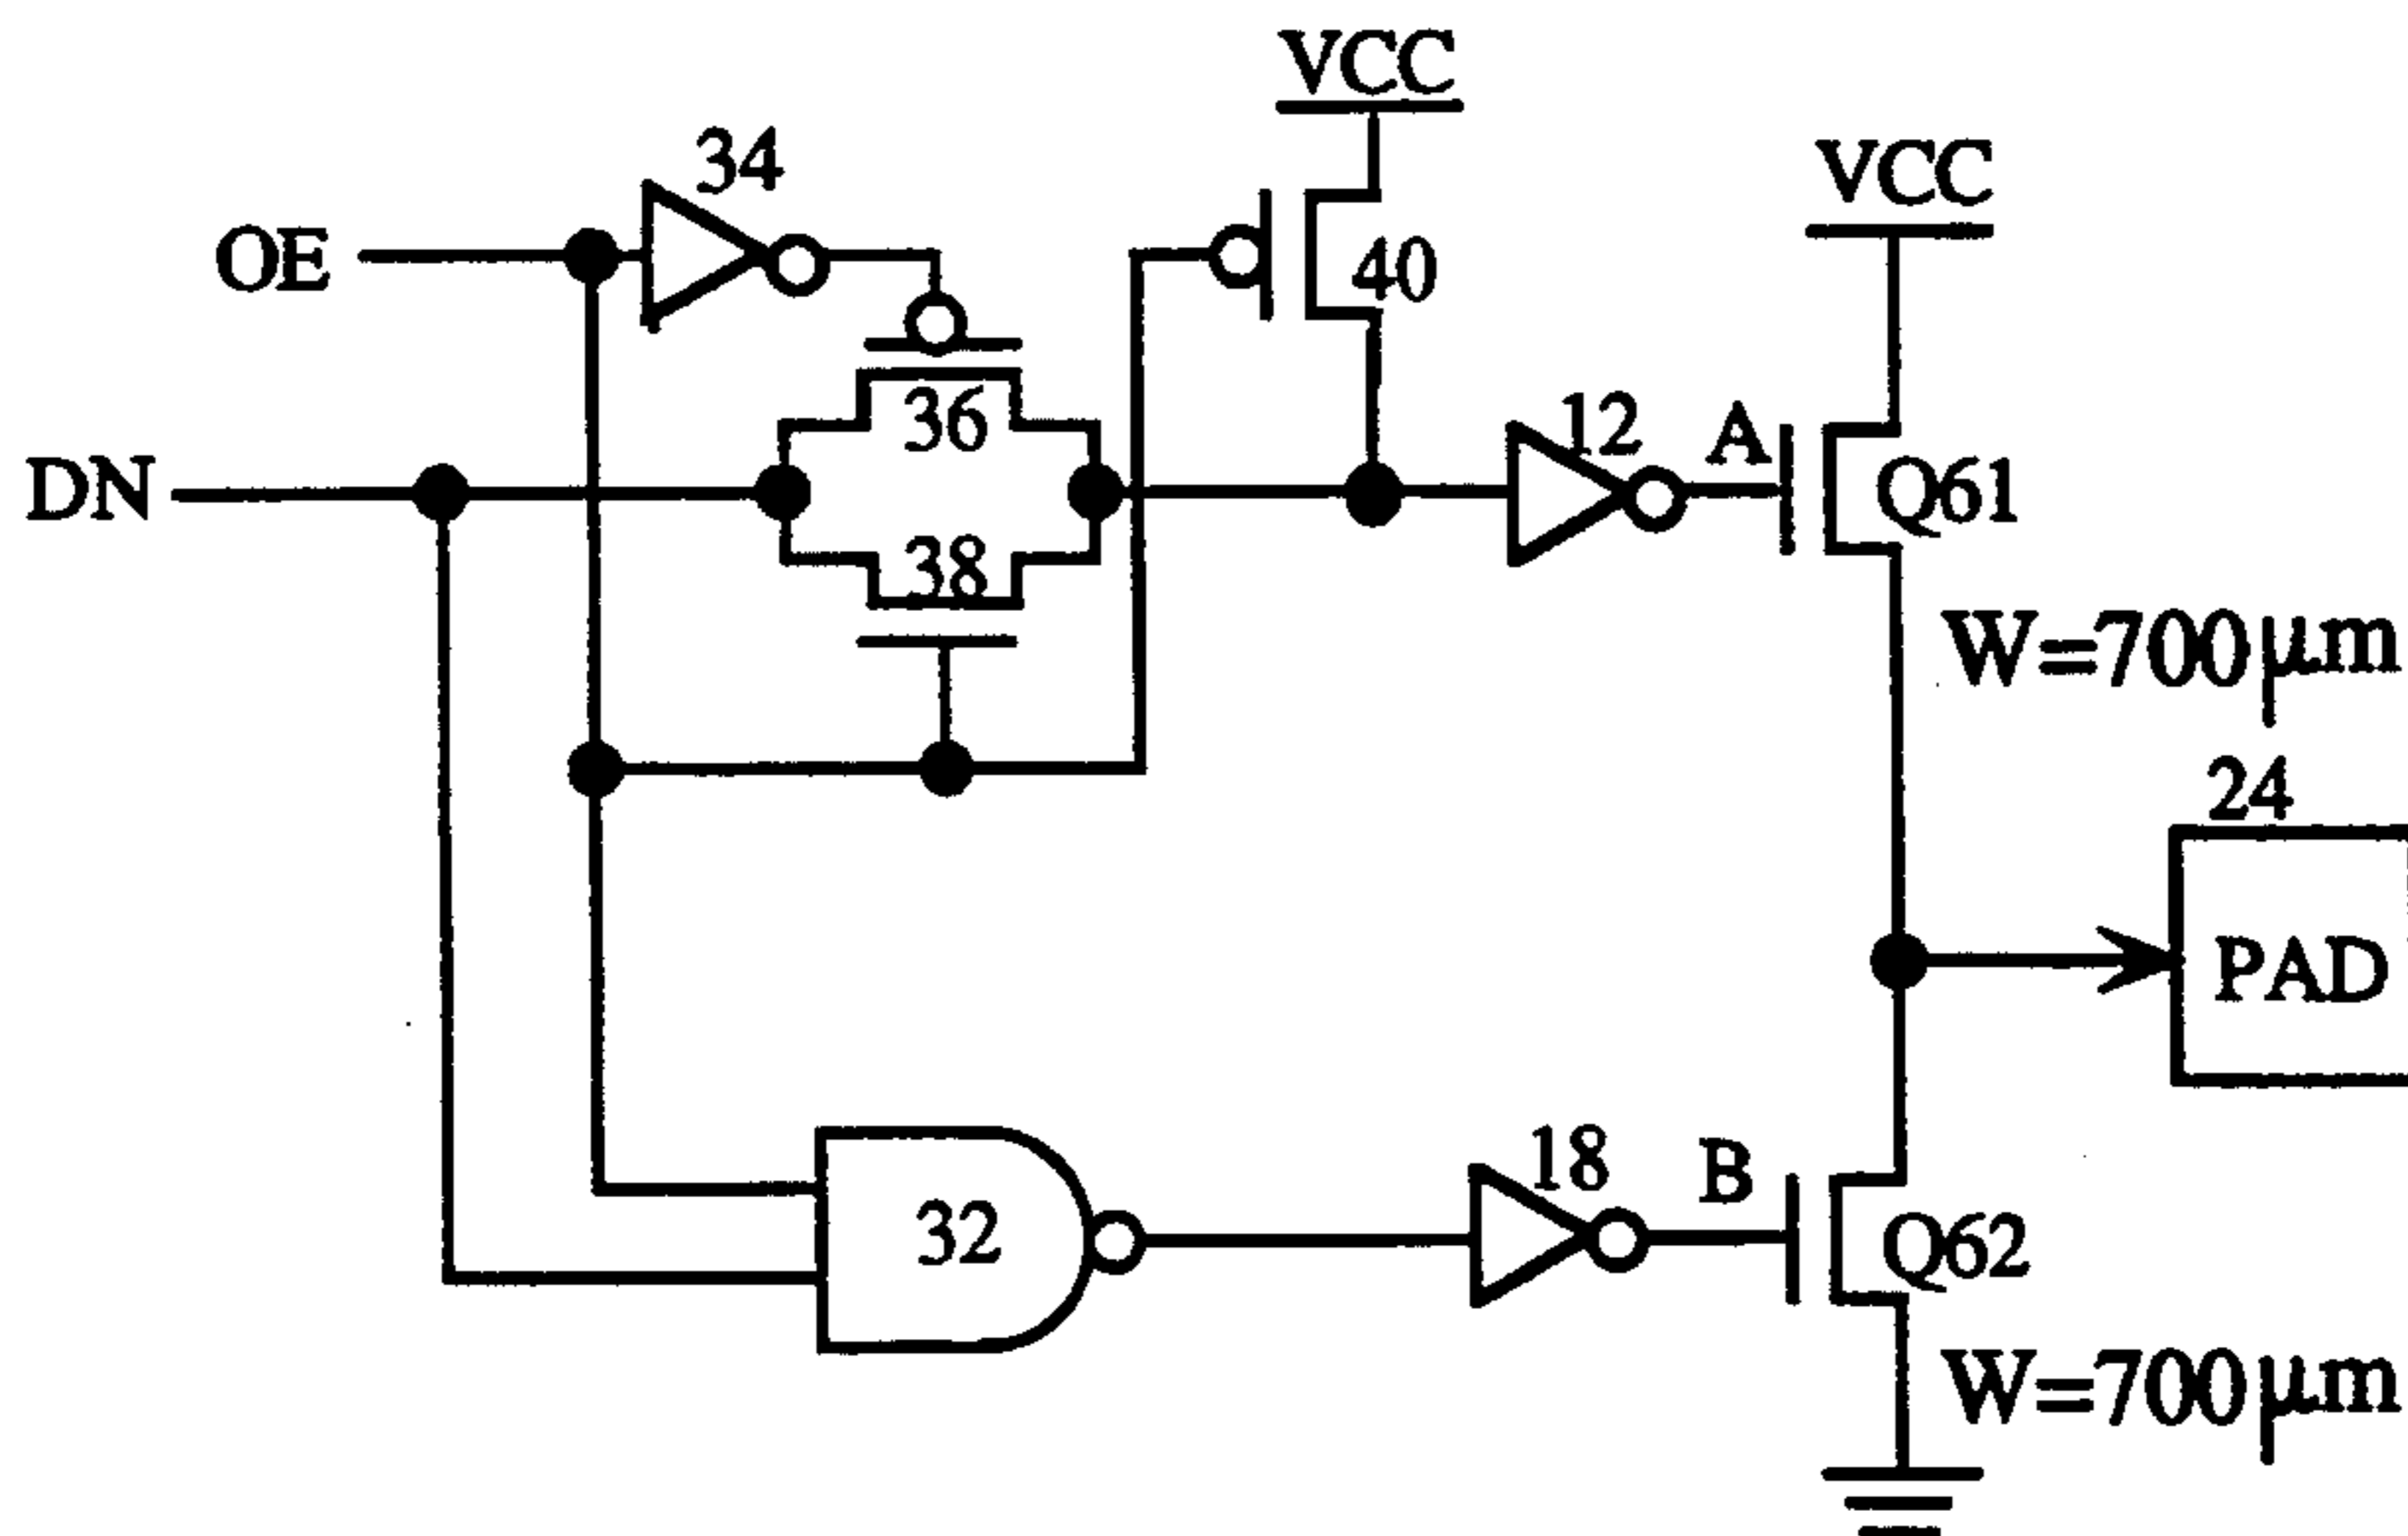 VCC
34
VCC
OE
40
36
12
A
Q61
DN
38
W=700μm
24
PAD
18
B
32
Q62
W=700μm